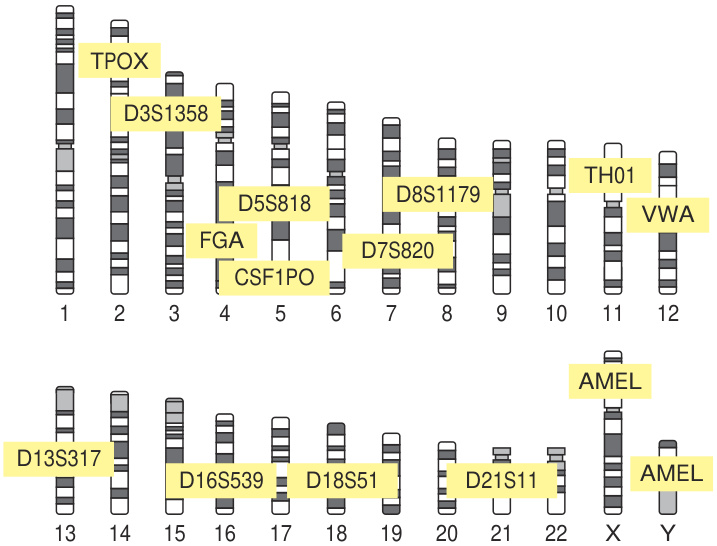 TPOX
D3S1358
D5S818
D8S1179
TH01
VWA
FGA
D7S820
CSF1PO
1 2 3 4 5 6 7 8 9 10 11 12
AMEL
D13S317
D16S539
D18S51
D21S11
AMEL
13 14 15 16 17 18 19 20 21 22 X Y